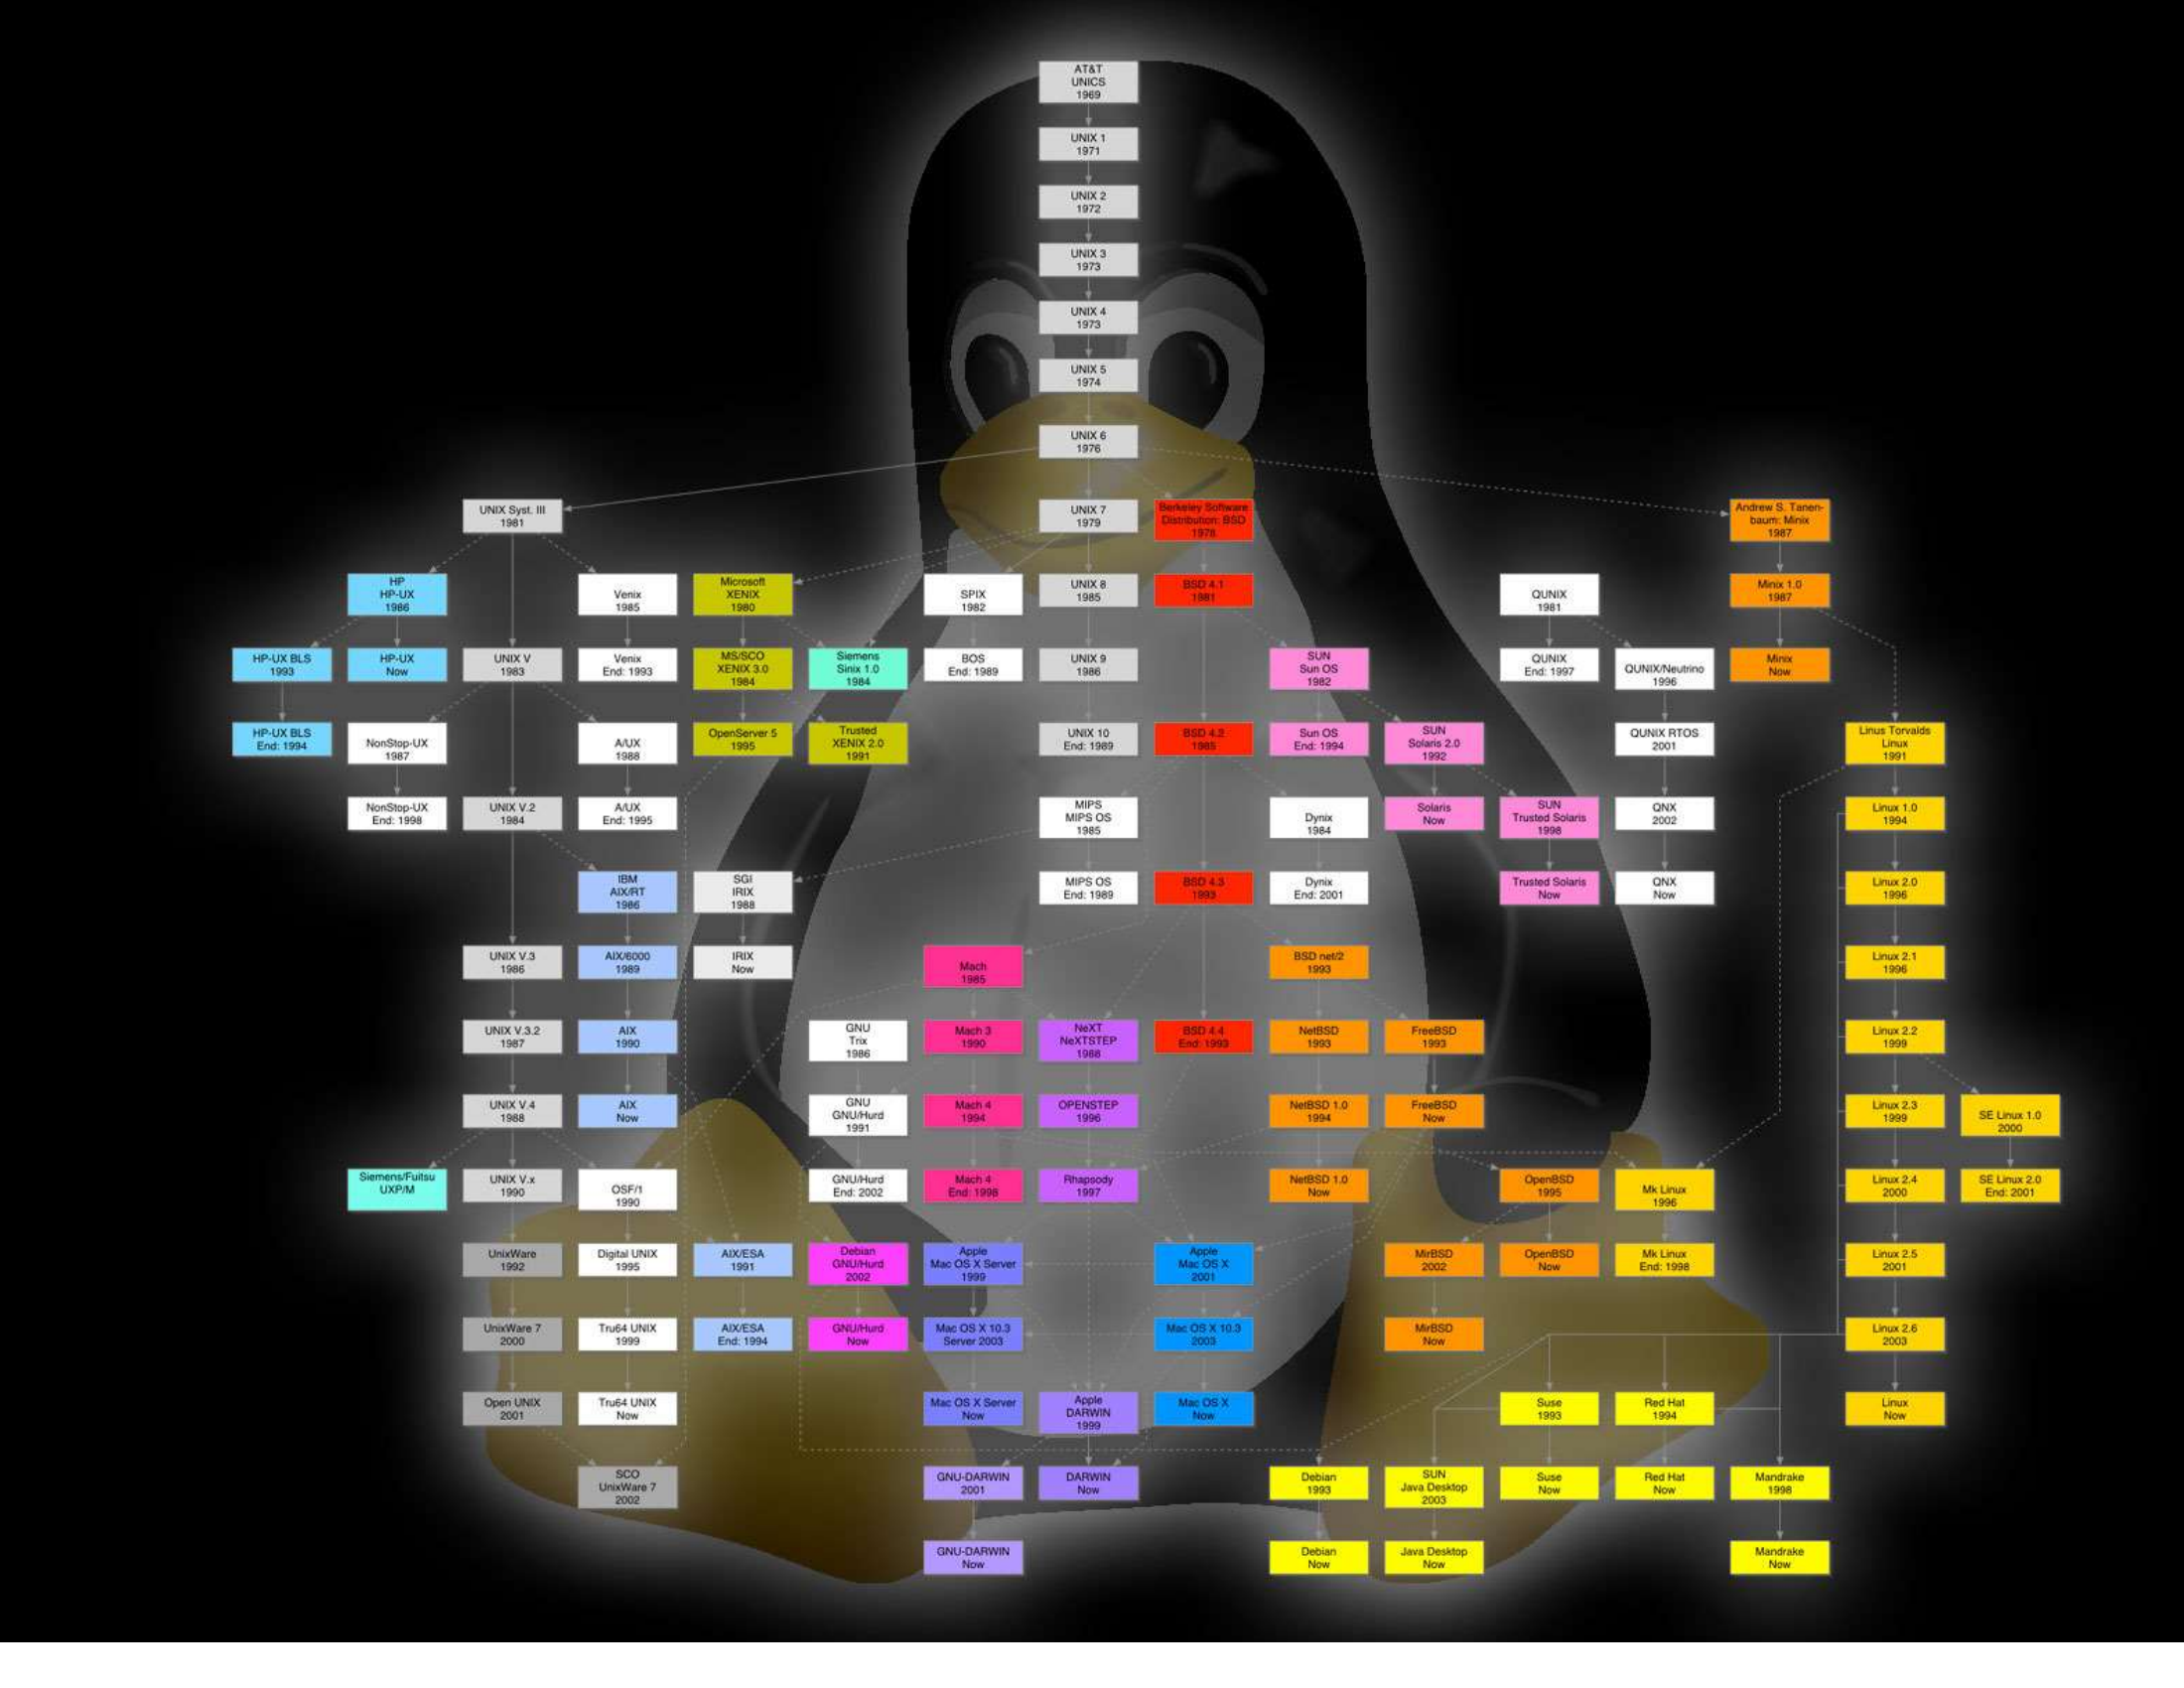 AT&T
UNICS
1969
UNIX 1
1971
UNIX 2
1972
UNIX 3
1973
UNIX 4
1973
UNIX 5
1974
UNIX 6
1976
UNIX Syst. III
1981
UNIX 7
1979
Berkeley Software
Distribution: BSD
1978
Andrew S. Tanen-
baum: Minix
1987
HP
HP-UX
1986
Venix
1985
Microsoft
XENIX
1980
SPIX
1982
UNIX 8
1985
BSD 4.1
1981
QUNIX
1981
Minix 1.0
1987
HP-UX BLS
1993
HP-UX
Now
UNIX V
1983
Venix
End: 1993
MS/SCO
XENIX 3.0
1984
Siemens
Sinix 1.0
1984
BOS
End: 1989
UNIX 9
1986
SUN
Sun OS
1982
QUNIX
End: 1997
QUNIX/Neutrino
1996
Minix
Now
HP-UX BLS
End: 1994
NonStop-UX
1987
A/UX
1988
OpenServer 5
1995
Trusted
XENIX 2.0
1991
UNIX 10
End: 1989
BSD 4.2
1985
Sun OS
End: 1994
SUN
Solaris 2.0
1992
QUNIX RTOS
2001
Linus Torvalds
Linux
1991
NonStop-UX
End: 1998
UNIX V.2
1984
A/UX
End: 1995
MIPS
MIPS OS
1985
Dynix
1984
Solaris
Now
SUN
Trusted Solaris
1998
QNX
2002
Linux 1.0
1994
IBM
AIX/RT
1986
SGI
IRIX
1988
MIPS OS
End: 1989
BSD 4.3
1993
Dynix
End: 2001
Trusted Solaris
Now
QNX
Now
Linux 2.0
1996
UNIX V.3
1986
AIX/6000
1989
IRIX
Now
Mach
1985
BSD net/2
1993
Linux 2.1
1996
UNIX V.3.2
1987
AIX
1990
GNU
Trix
1986
Mach 3
1990
NeXT
NeXTSTEP
1988
BSD 4.4
End: 1993
NetBSD
1993
FreeBSD
1993
Linux 2.2
1999
UNIX V.4
1988
AIX
Now
GNU
GNU/Hurd
1991
Mach 4
1994
OPENSTEP
1996
NetBSD 1.0
1994
FreeBSD
Now
Linux 2.3
1999
SE Linux 1.0
2000
Siemens/Fuitsu
UXP/M
UNIX V.x
1990
OSF/1
1990
GNU/Hurd
End: 2002
Mach 4
End: 1998
Rhapsody
1997
NetBSD 1.0
Now
OpenBSD
1995
Mk Linux
1996
Linux 2.4
2000
SE Linux 2.0
End: 2001
UnixWare
1992
Digital UNIX
1995
AIX/ESA
1991
Debian
GNU/Hurd
2002
Apple
Mac OS X Server
1999
Apple
Mac OS X
2001
MirBSD
2002
OpenBSD
Now
Mk Linux
End: 1998
Linux 2.5
2001
UnixWare 7
2000
Tru64 UNIX
1999
AIX/ESA
End: 1994
GNU/Hurd
Now
Mac OS X 10.3
Server 2003
Mac OS X 10.3
2003
MirBSD
Now
Linux 2.6
2003
Open UNIX
2001
Tru64 UNIX
Now
Mac OS X Server
Now
Apple
DARWIN
1999
Mac OS X
Now
Suse
1993
Red Hat
1994
Linux
Now
SCO
UnixWare 7
2002
GNU-DARWIN
2001
DARWIN
Now
Debian
1993
SUN
Java Desktop
2003
Suse
Now
Red Hat
Now
Mandrake
1998
GNU-DARWIN
Now
Debian
Now
Java Desktop
Now
Mandrake
Now